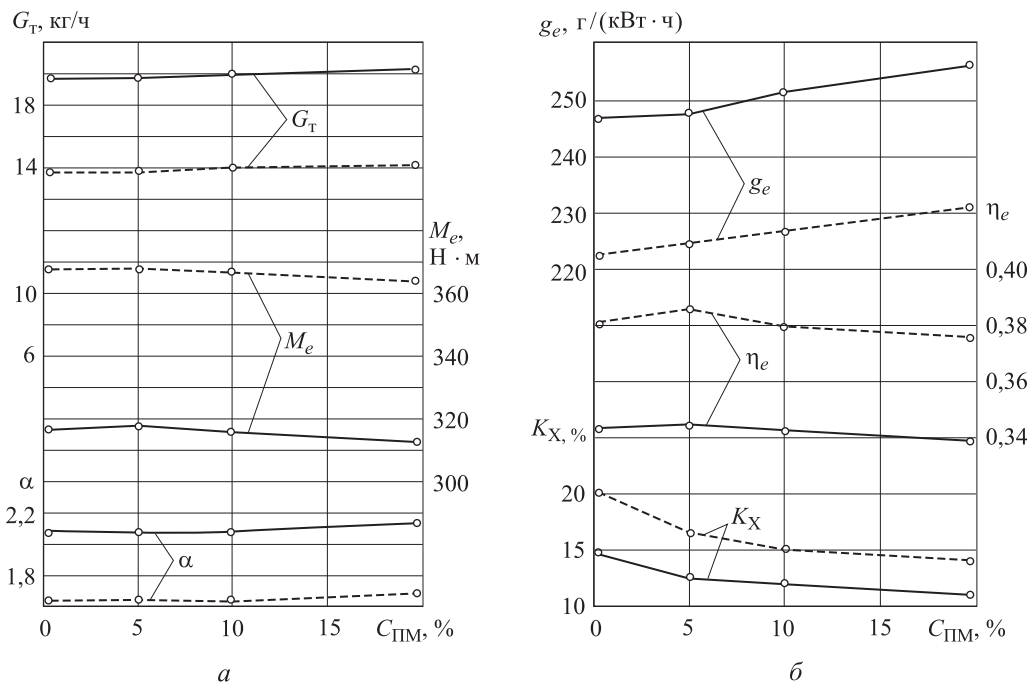 G_т, кг/ч
18
14
10
6
α
2,2
1,8
G_т
M_e,
Н · м
360
340
320
300
M_e
α
0
5
10
15
C_ПМ, %
а
g_e, г/(кВт · ч)
250
240
230
220
K_Х, %
20
15
10
g_e
η_e
0,40
0,38
0,36
0,34
η_e
K_Х
0
5
10
15
C_ПМ, %
б